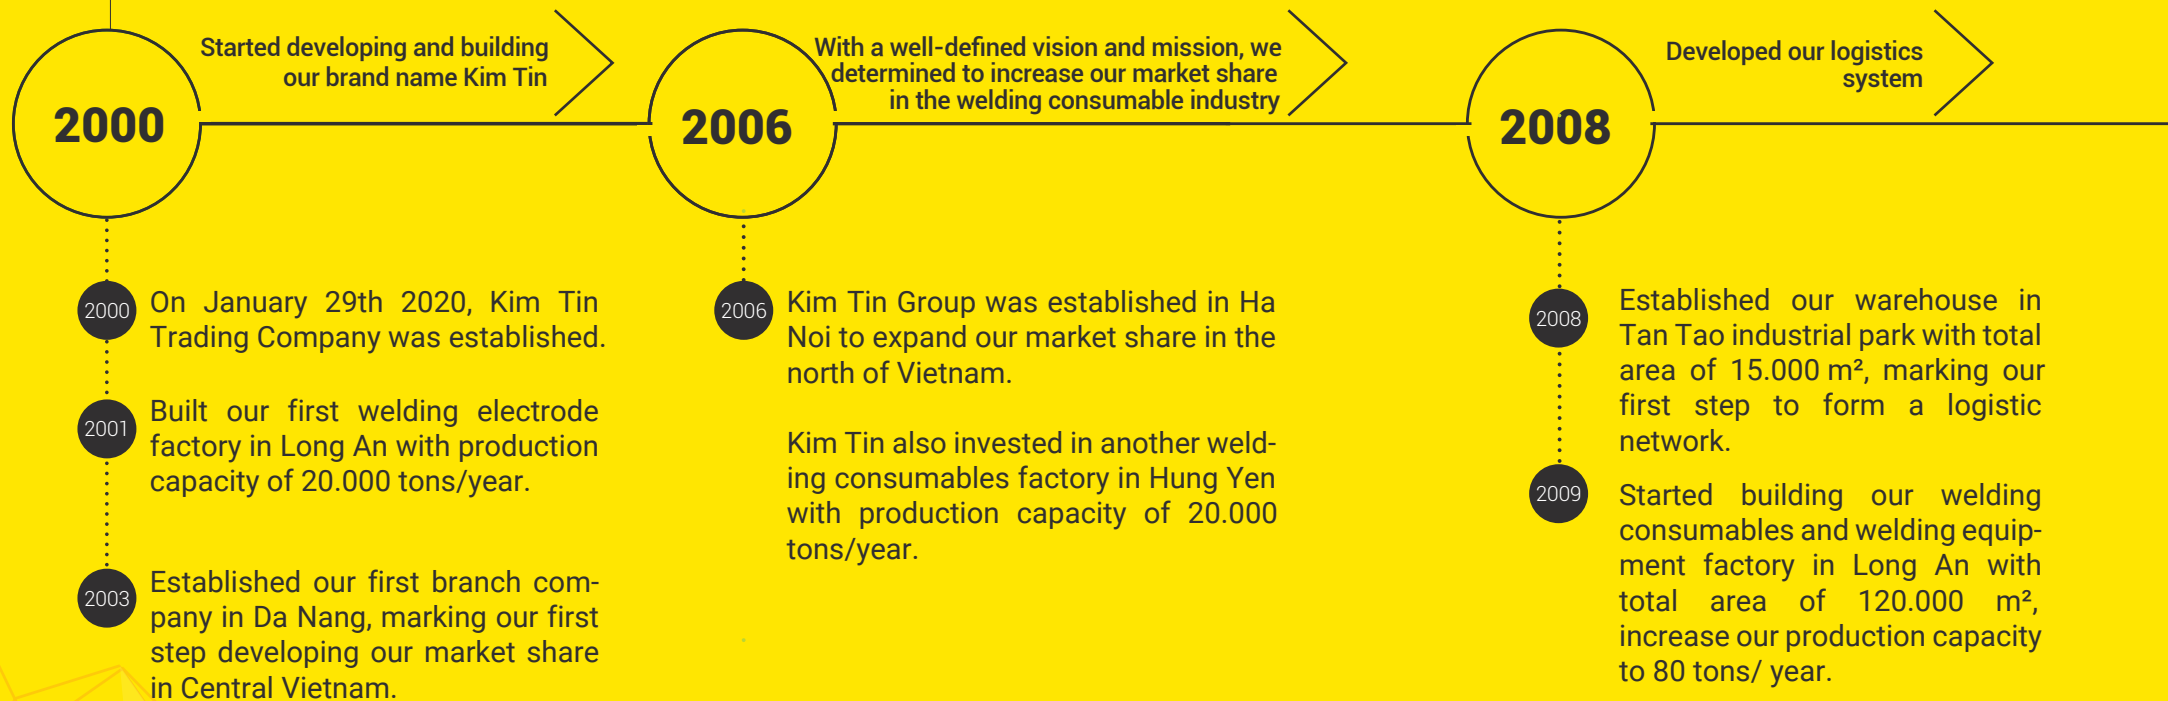 2000
Started developing and building
our brand name Kim Tin
2000
On January 29th 2020, Kim Tin
Trading Company was established.
2001
Built our first welding electrode
factory in Long An with production
capacity of 20.000 tons/year.
2003
Established our first branch com-
pany in Da Nang, marking our first
step developing our market share
in Central Vietnam.
2006
With a well-defined vision and mission, we
determined to increase our market share
in the welding consumable industry
2006
Kim Tin Group was established in Ha
Noi to expand our market share in the
north of Vietnam.
Kim Tin also invested in another weld-
ing consumables factory in Hung Yen
with production capacity of 20.000
tons/year.
2008
Developed our logistics
system
2008
Established our warehouse in
Tan Tao industrial park with total
area of 15.000 m², marking our
first step to form a logistic
network.
2009
Started building our welding
consumables and welding equip-
ment factory in Long An with
total area of 120.000 m²,
increase our production capacity
to 80 tons/ year.